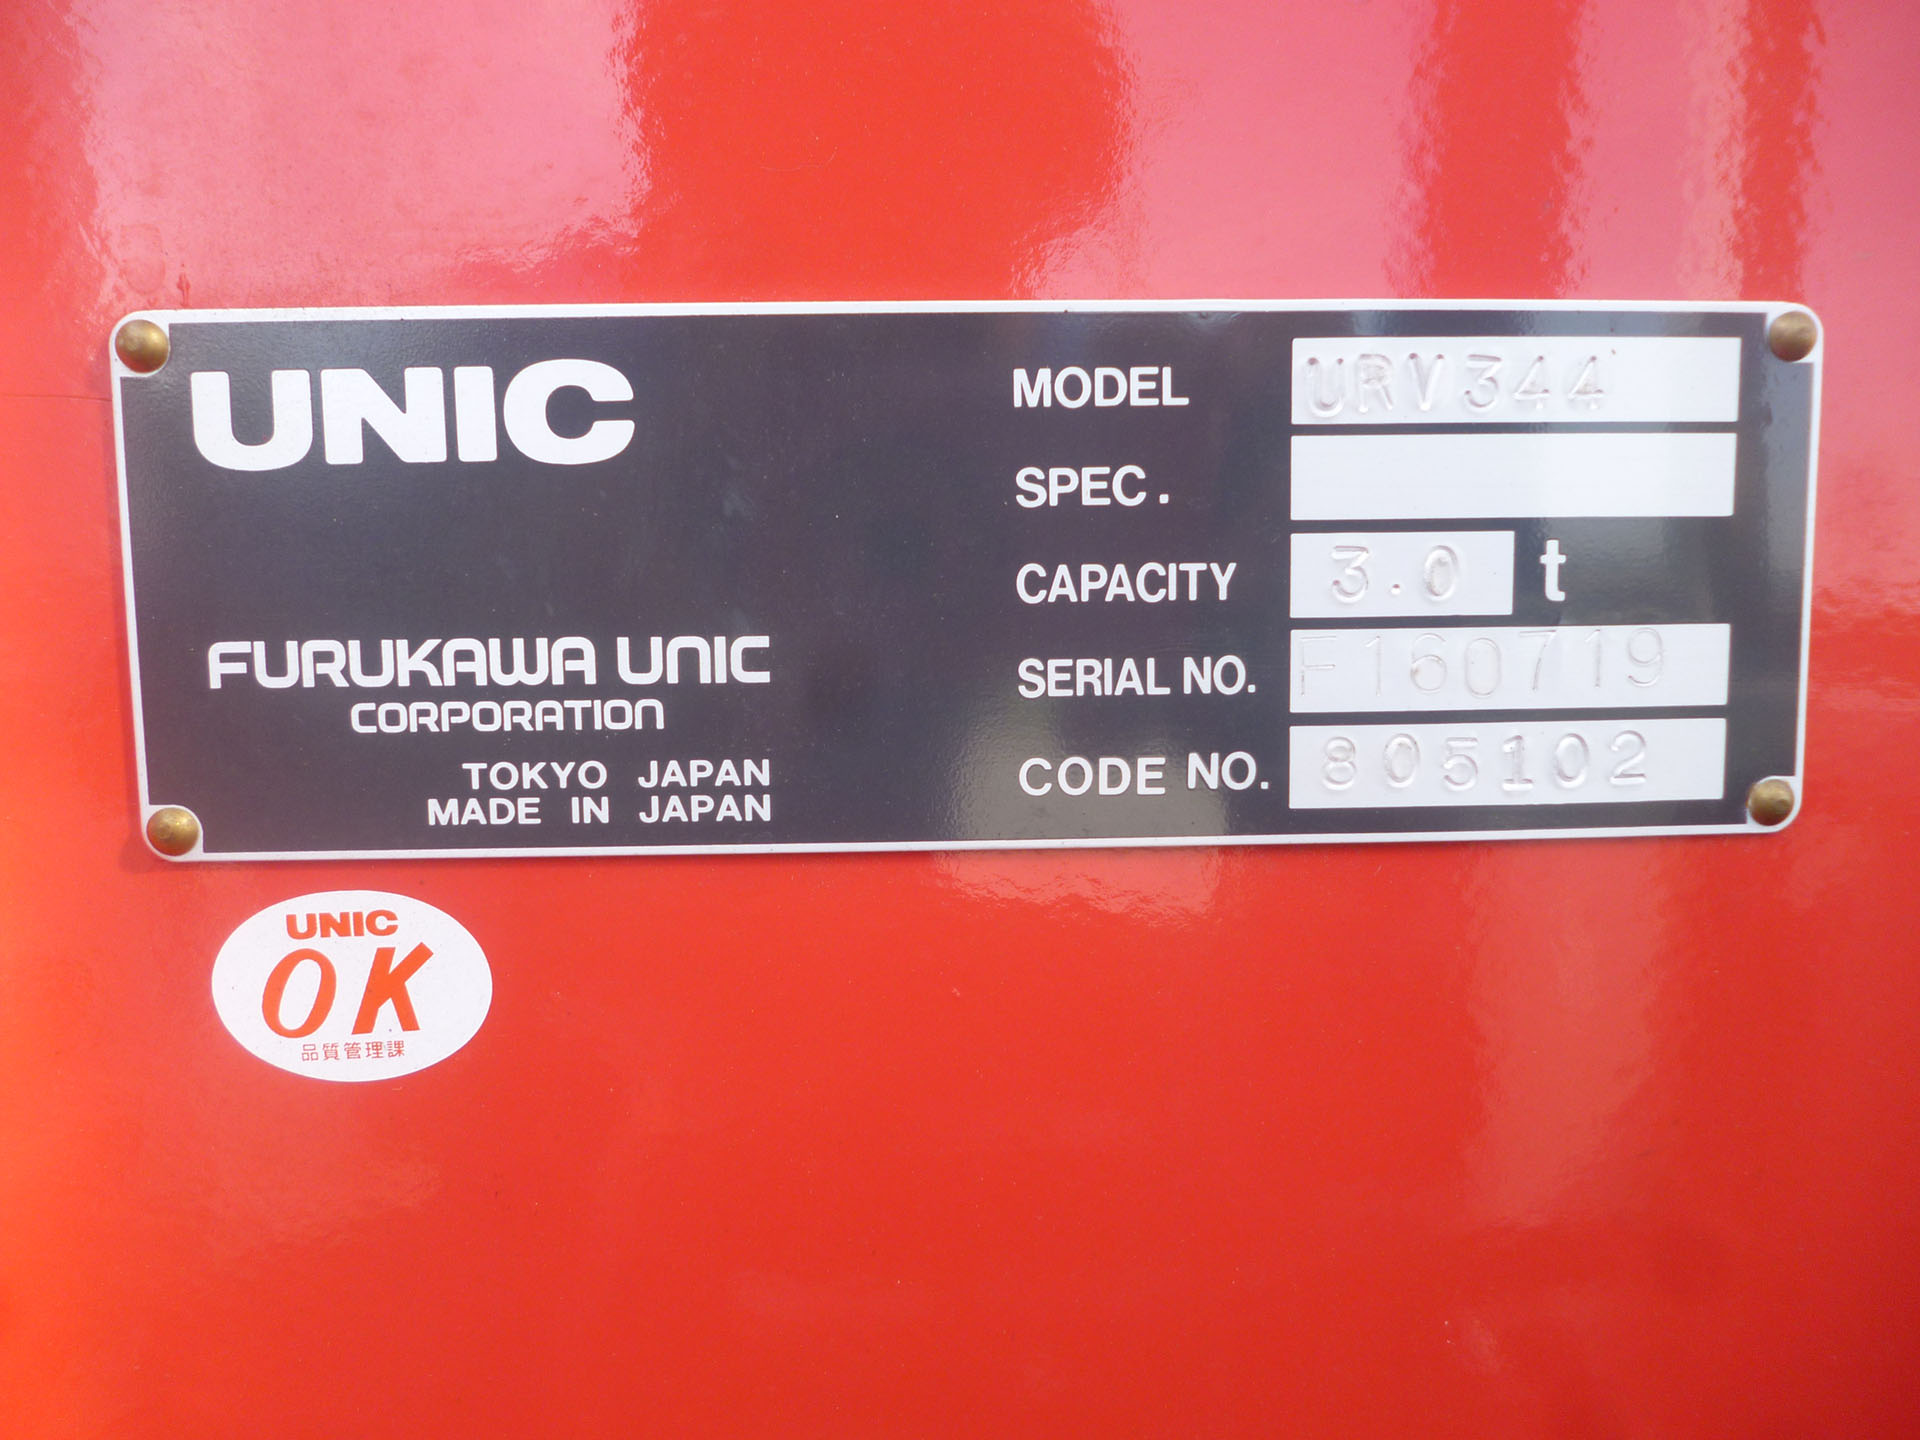 UNIC
FURUKAWA UNIC
CORPORATION
TOKYO JAPAN
MADE IN JAPAN
MODEL URV344
SPEC.
CAPACITY 3.0 t
SERIAL NO. F160719
CODE NO. 805102
UNIC
OK
品質管理課